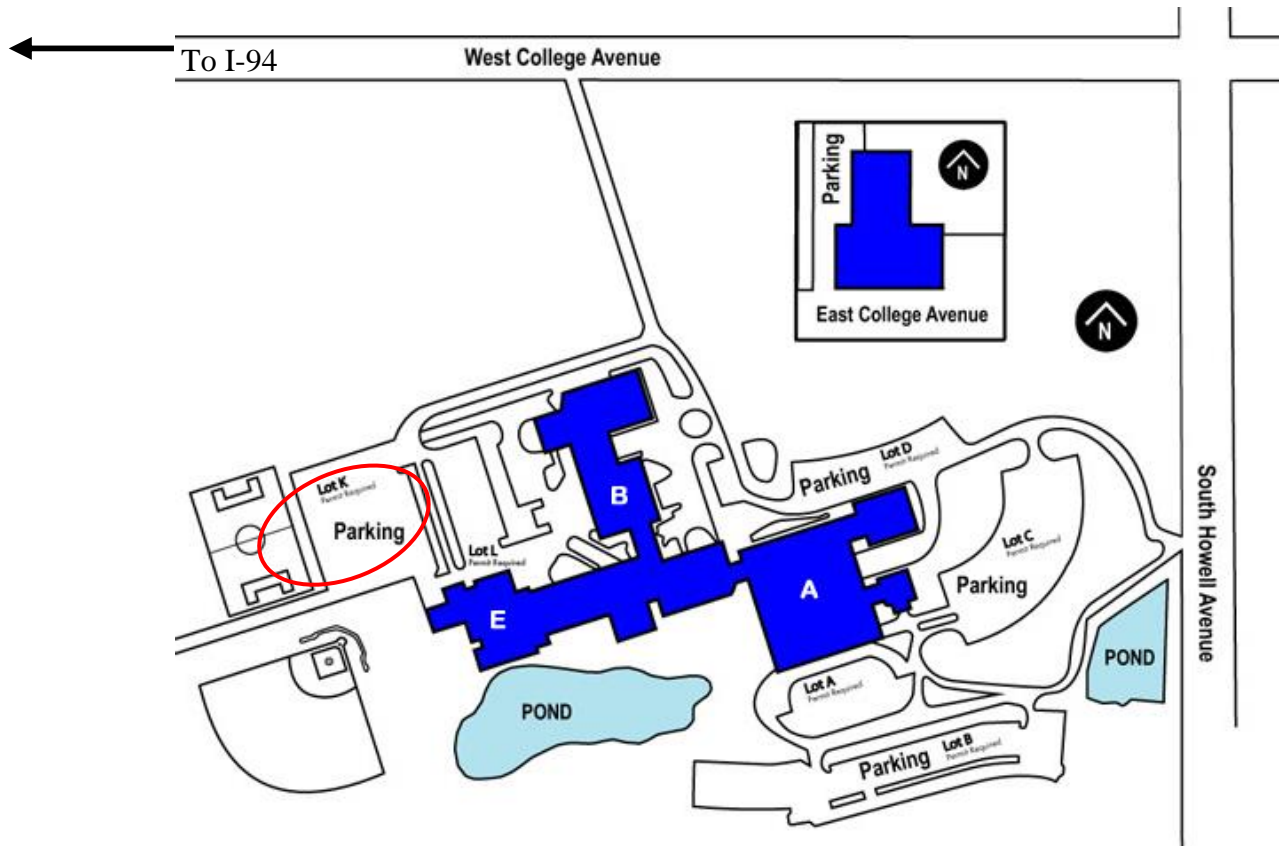 To I-94
West College Avenue
Parking
N
East College Avenue
N
Lot K
Permit Required
Parking
Lot L
Permit Required
B
Lot D
Permit Required
Parking
Lot C
Permit Required
Parking
South Howell Avenue
E
A
POND
POND
Lot A
Permit Required
Lot B
Permit Required
Parking